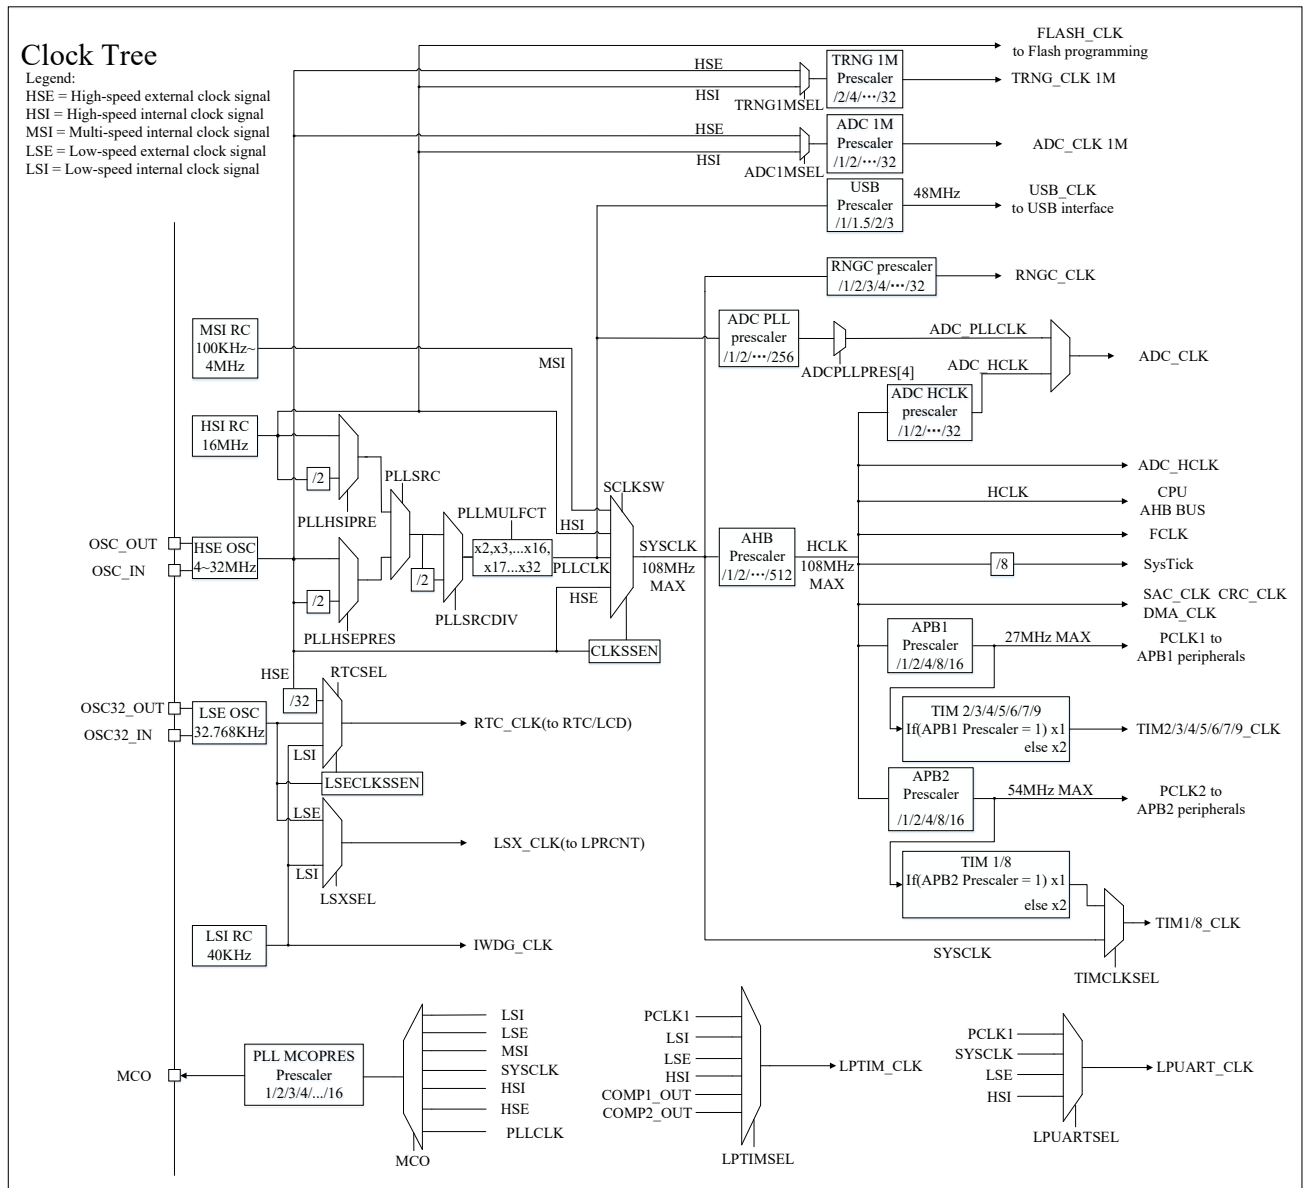 Clock Tree
Legend:
HSE = High-speed external clock signal
HSI = High-speed internal clock signal
MSI = Multi-speed internal clock signal
LSE = Low-speed external clock signal
LSI = Low-speed internal clock signal
FLASH_CLK
to Flash programming
HSE
HSI
TRNG1MSEL
TRNG 1M
Prescaler
/2/4/···/32
TRNG_CLK 1M
HSE
HSI
ADC1MSEL
ADC 1M
Prescaler
/1/2/···/32
ADC_CLK 1M
USB
Prescaler
/1/1.5/2/3
48MHz
USB_CLK
to USB interface
RNGC prescaler
/1/2/3/4/···/32
RNGC_CLK
MSI RC
100KHz~
4MHz
MSI
ADC PLL
prescaler
/1/2/···/256
ADCPLLPRES[4]
ADC_PLLCLK
ADC_HCLK
ADC_CLK
ADC HCLK
prescaler
/1/2/···/32
HSI RC
16MHz
/2
PLLHSIPRE
PLLSRC
PLLMULFCT
SCLKSW
HSI
ADC_HCLK
HCLK
CPU
AHB BUS
FCLK
OSC_OUT
OSC_IN
HSE OSC
4~32MHz
/2
PLLHSEPRES
/2
PLLSRCDIV
x2,x3,...x16,
x17...x32
PLLCLK
HSE
SYSCLK
108MHz
MAX
AHB
Prescaler
/1/2/···/512
HCLK
108MHz
MAX
/8
SysTick
SAC_CLK CRC_CLK
DMA_CLK
CLKSSEN
APB1
Prescaler
/1/2/4/8/16
27MHz MAX
PCLK1 to
APB1 peripherals
HSE
/32
RTCSEL
OSC32_OUT
OSC32_IN
LSE OSC
32.768KHz
LSI
RTC_CLK(to RTC/LCD)
LSECLKSSEN
TIM 2/3/4/5/6/7/9
If(APB1 Prescaler = 1) x1
else x2
TIM2/3/4/5/6/7/9_CLK
APB2
Prescaler
/1/2/4/8/16
54MHz MAX
PCLK2 to
APB2 peripherals
LSE
LSI
LSXSEL
LSX_CLK(to LPRCNT)
TIM 1/8
If(APB2 Prescaler = 1) x1
else x2
TIM1/8_CLK
SYSCLK
TIMCLKSEL
LSI RC
40KHz
IWDG_CLK
MCO
PLL MCOPRES
Prescaler
1/2/3/4/.../16
LSI
LSE
MSI
SYSCLK
HSI
HSE
PLLCLK
MCO
PCLK1
LSI
LSE
HSI
COMP1_OUT
COMP2_OUT
LPTIM_CLK
LPTIMSEL
PCLK1
SYSCLK
LSE
HSI
LPUART_CLK
LPUARTSEL